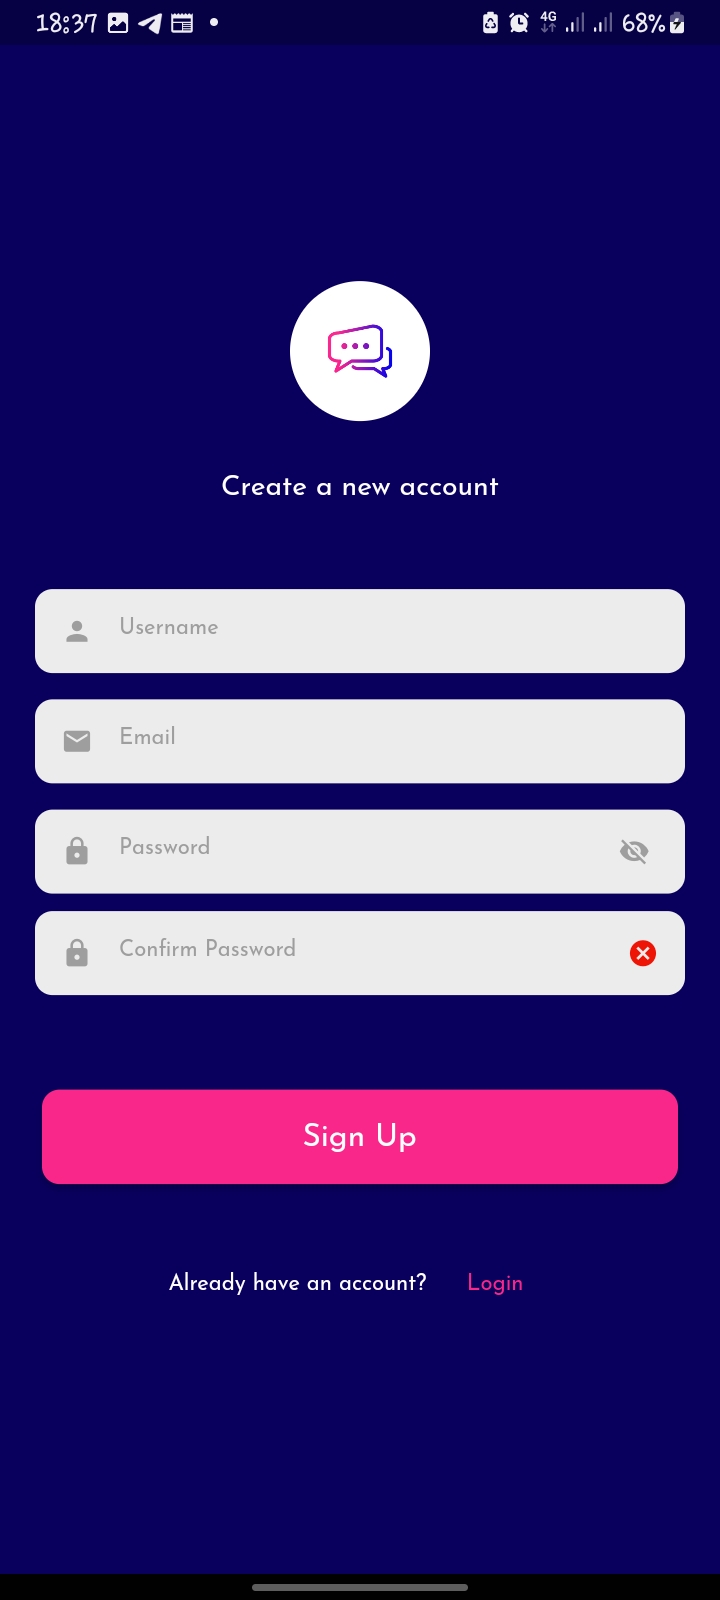 18:37 4G 68%
Create a new account
Username
Email
Password
Confirm Password
Sign Up
Already have an account? Login